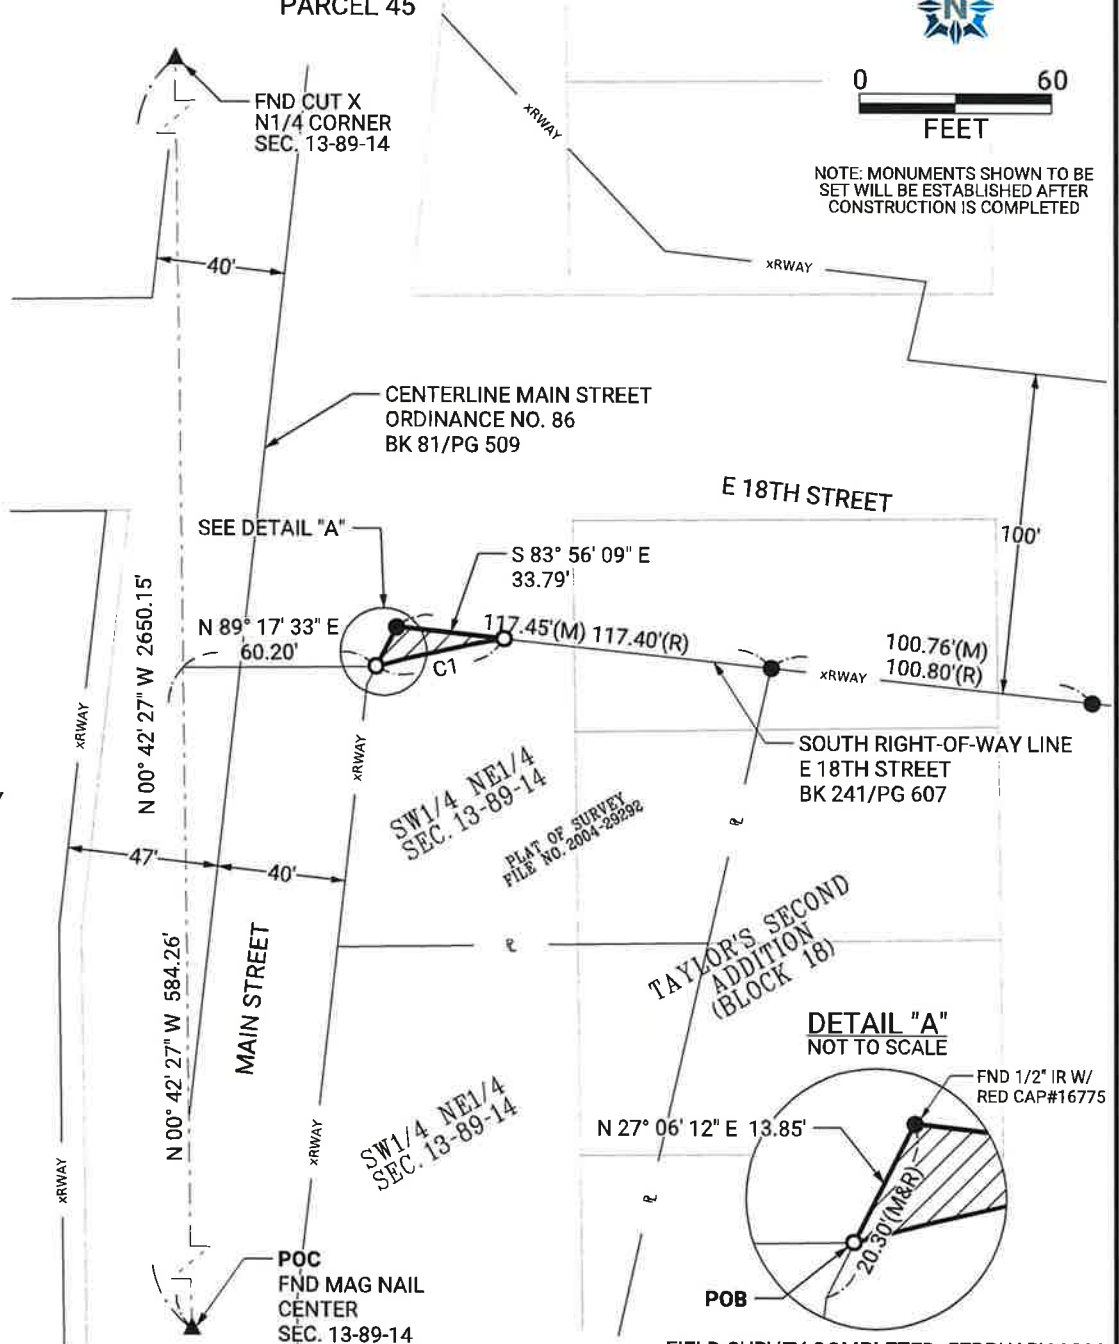 PARCEL 45
N
0 60
FEET
FND CUT X
N1/4 CORNER
SEC. 13-89-14
xRWAY
NOTE: MONUMENTS SHOWN TO BE
SET WILL BE ESTABLISHED AFTER
CONSTRUCTION IS COMPLETED
40'
xRWAY
CENTERLINE MAIN STREET
ORDINANCE NO. 86
BK 81/PG 509
E 18TH STREET
100'
SEE DETAIL "A"
S 83° 56' 09" E
33.79'
N 00° 42' 27" W 2650.15'
N 89° 17' 33" E
60.20'
C1
117.45'(M) 117.40'(R)
100.76'(M)
100.80'(R)
xRWAY
xRWAY
xRWAY
SOUTH RIGHT-OF-WAY LINE
E 18TH STREET
BK 241/PG 607
SW1/4 NE1/4
SEC. 13-89-14
PLAT OF SURVEY
FILE NO. 2004-29292
PL
47'
40'
PL
TAYLOR'S SECOND
ADDITION
(BLOCK 18)
N 00° 42' 27" W 584.26'
MAIN STREET
DETAIL "A"
NOT TO SCALE
FND 1/2" IR W/
RED CAP#16775
N 27° 06' 12" E 13.85'
20.30'(M&R)
POB
SW1/4 NE1/4
SEC. 13-89-14
xRWAY
xRWAY
PL
POC
FND MAG NAIL
CENTER
SEC. 13-89-14